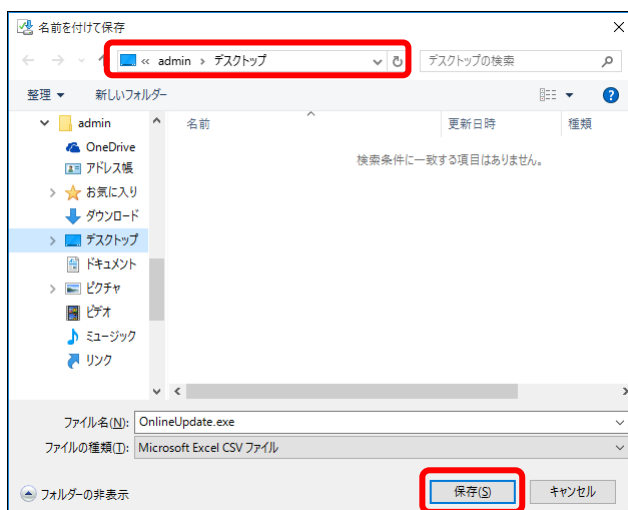 名前を付けて保存
« admin › デスクトップ
デスクトップの検索
整理 ▼ 新しいフォルダー
admin
OneDrive
アドレス帳
お気に入り
ダウンロード
デスクトップ
ドキュメント
ピクチャ
ビデオ
ミュージック
リンク
名前 更新日時 種類
検索条件に一致する項目はありません。
ファイル名(N): OnlineUpdate.exe
ファイルの種類(T): Microsoft Excel CSV ファイル
フォルダーの非表示
保存(S) キャンセル